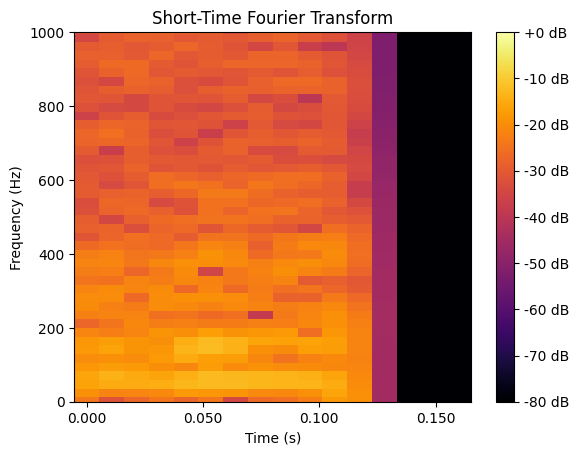 Short-Time Fourier Transform
1000
800
600
400
200
0
Frequency (Hz)
0.000
0.050
0.100
0.150
Time (s)
+0 dB
-10 dB
-20 dB
-30 dB
-40 dB
-50 dB
-60 dB
-70 dB
-80 dB